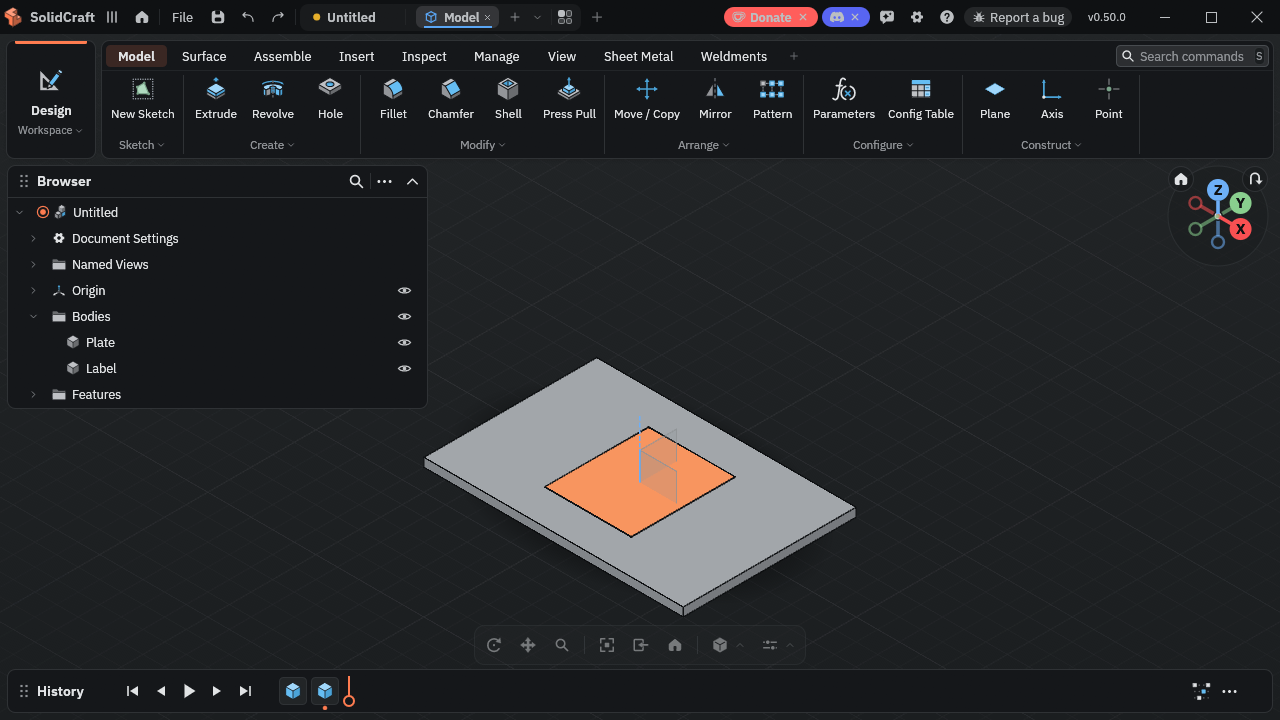 SolidCraft
File
Untitled
Model
Donate
Report a bug
v0.50.0
Design
Workspace
Model
Surface
Assemble
Insert
Inspect
Manage
View
Sheet Metal
Weldments
Search commands
S
New Sketch
Extrude
Revolve
Hole
Fillet
Chamfer
Shell
Press Pull
Move / Copy
Mirror
Pattern
Parameters
Config Table
Plane
Axis
Point
Sketch
Create
Modify
Arrange
Configure
Construct
Browser
Untitled
Document Settings
Named Views
Origin
Bodies
Plate
Label
Features
Z
Y
X
History